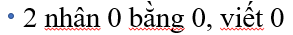 • 2 nhân 0 bằng 0, viết 0